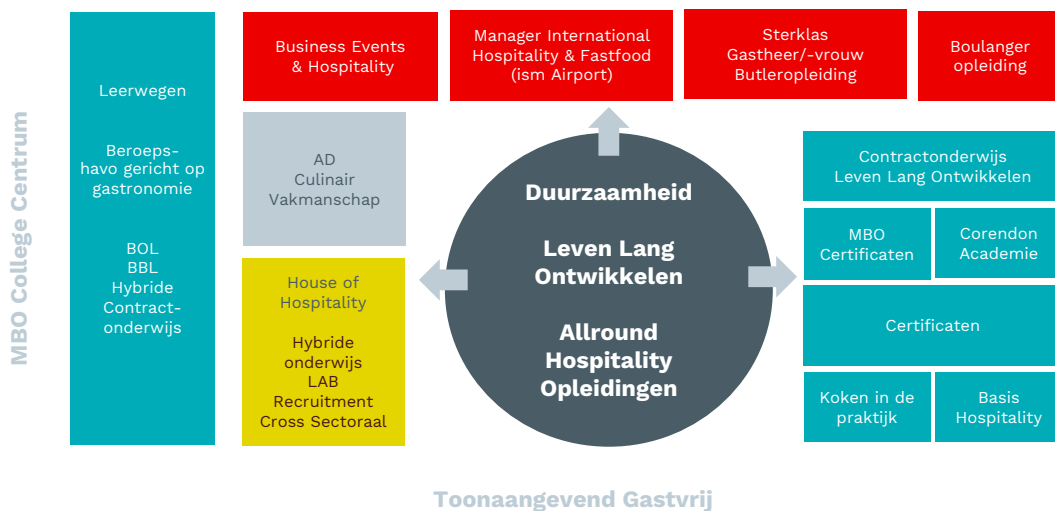 MBO College Centrum
Leerwegen
Beroeps-
havo gericht op
gastronomie
BOL
BBL
Hybride
Contract-
onderwijs
Business Events
& Hospitality
Manager International
Hospitality & Fastfood
(ism Airport)
Sterklas
Gastheer/-vrouw
Butleropleiding
Boulanger
opleiding
AD
Culinair
Vakmanschap
House of
Hospitality
Hybride
onderwijs
LAB
Recruitment
Cross Sectoraal
Duurzaamheid
Leven Lang
Ontwikkelen
Allround
Hospitality
Opleidingen
Contractonderwijs
Leven Lang Ontwikkelen
MBO
Certificaten
Corendon
Academie
Certificaten
Koken in de
praktijk
Basis
Hospitality
Toonaangevend Gastvrij